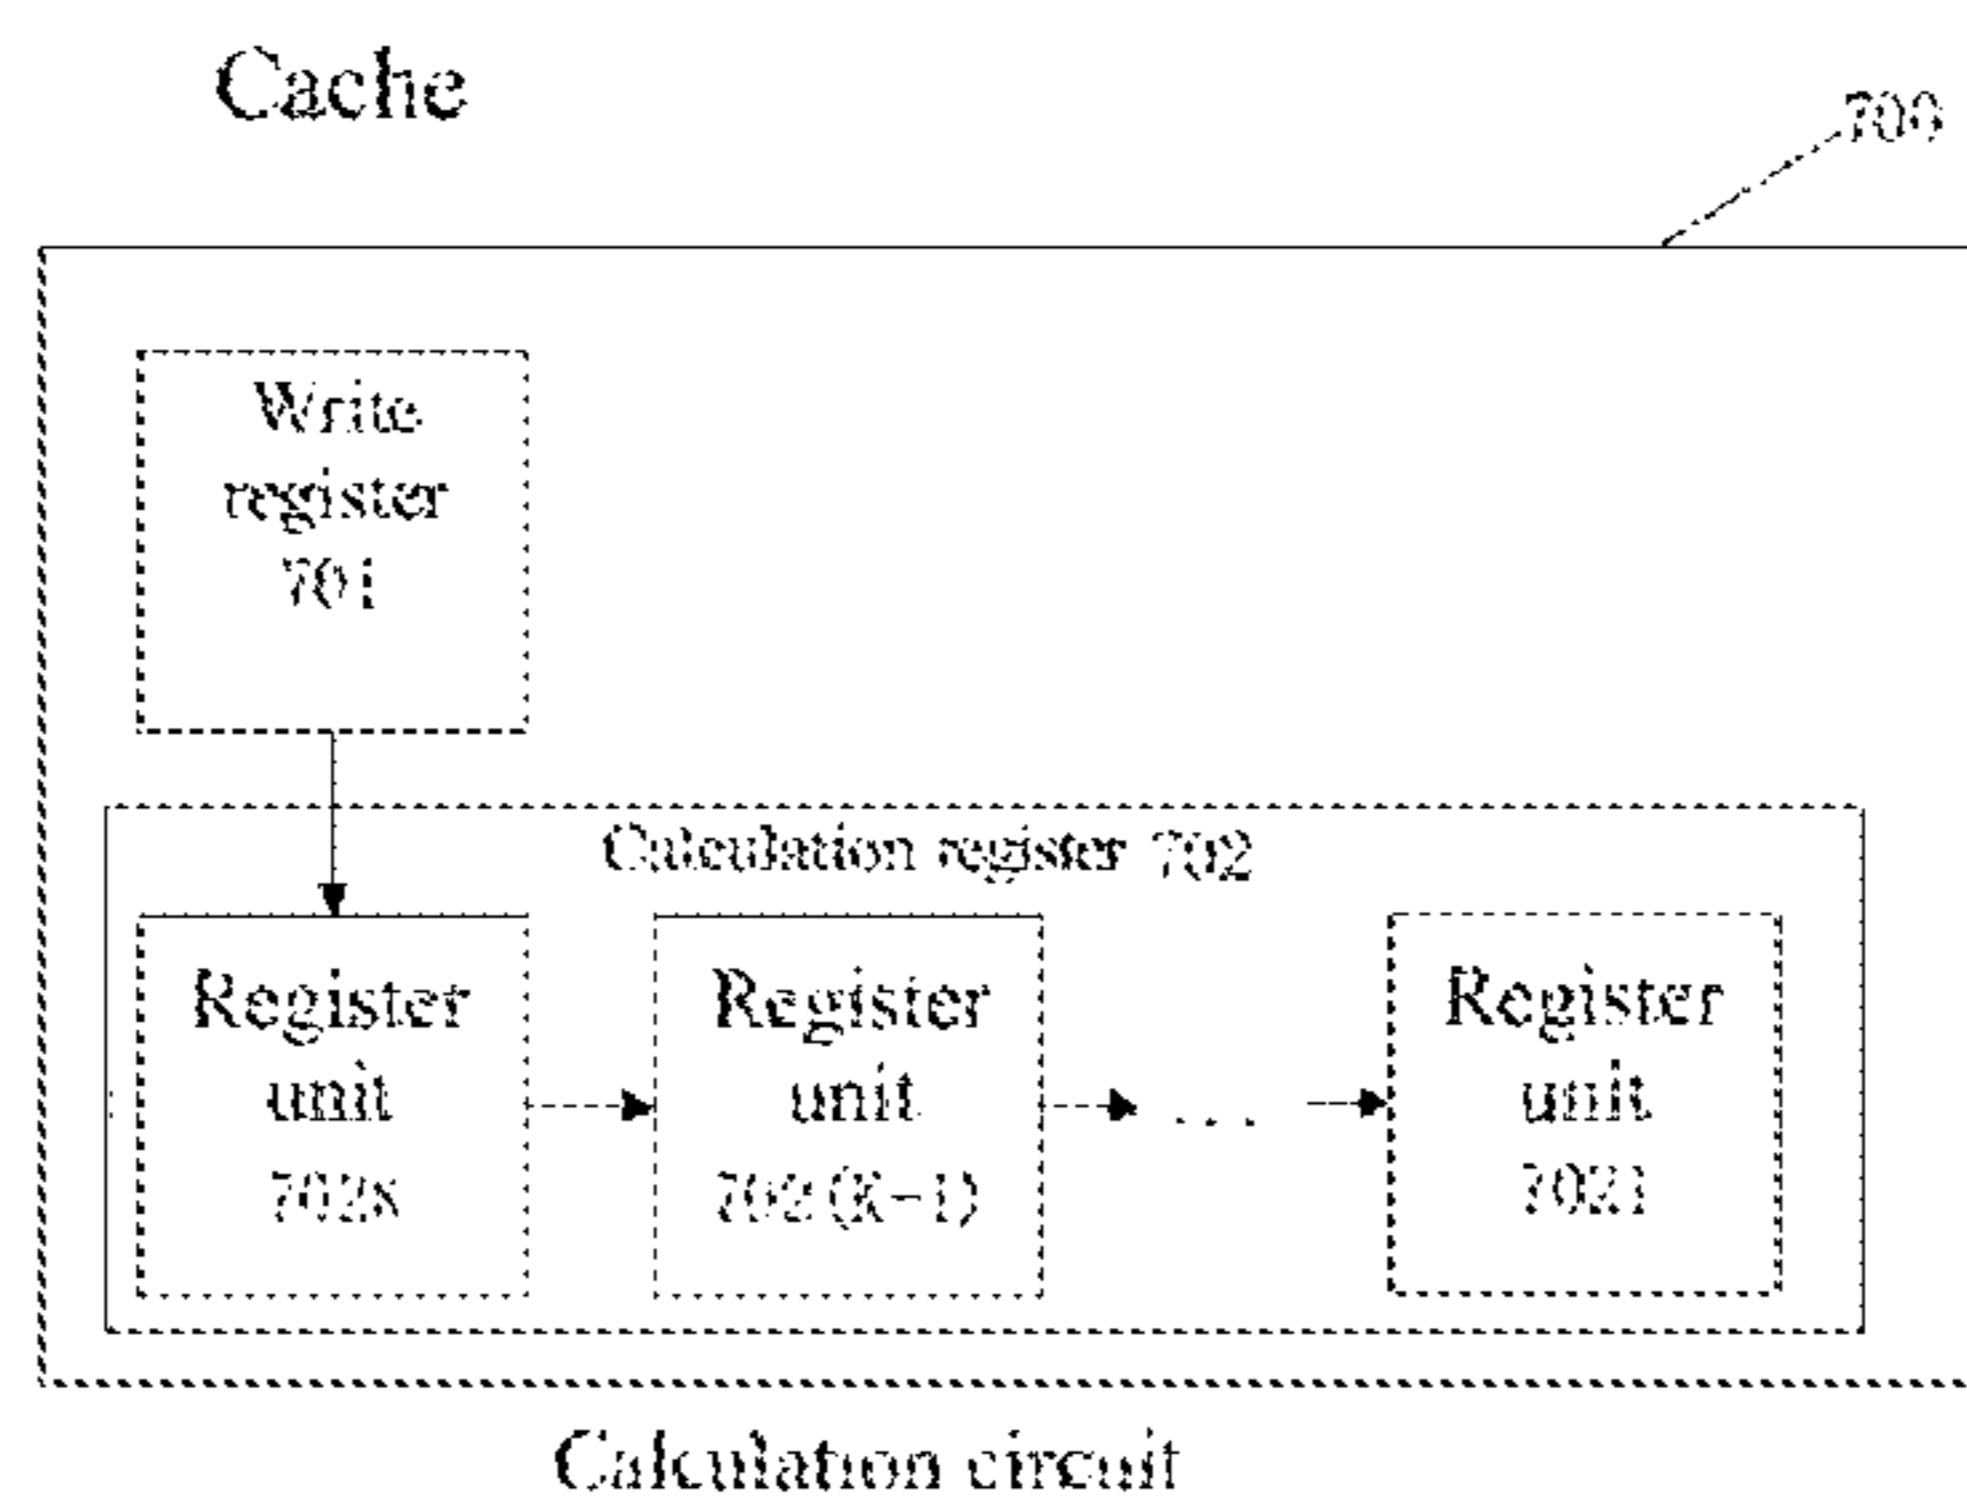 Cache
700
Write
register
701
Calculation register 702
Register
unit
702K
Register
unit
702(K-1)
...
Register
unit
7021
Calculation circuit